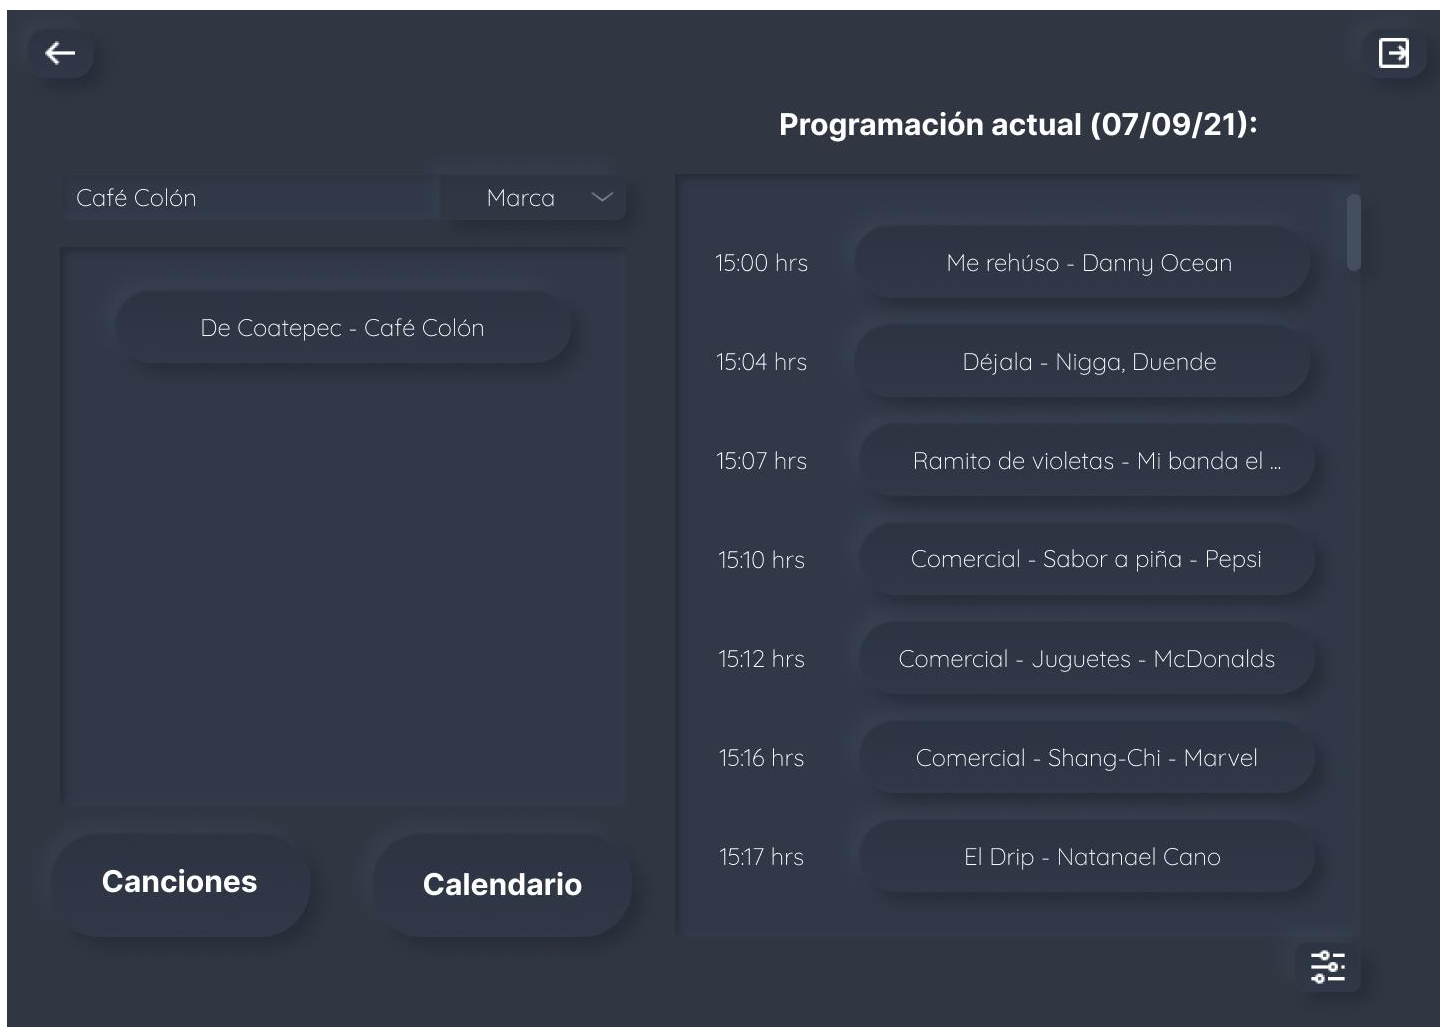 Programación actual (07/09/21):
Café Colón
Marca
De Coatepec - Café Colón
15:00 hrs Me rehúso - Danny Ocean
15:04 hrs Déjala - Nigga, Duende
15:07 hrs Ramito de violetas - Mi banda el ...
15:10 hrs Comercial - Sabor a piña - Pepsi
15:12 hrs Comercial - Juguetes - McDonalds
15:16 hrs Comercial - Shang-Chi - Marvel
15:17 hrs El Drip - Natanael Cano
Canciones
Calendario